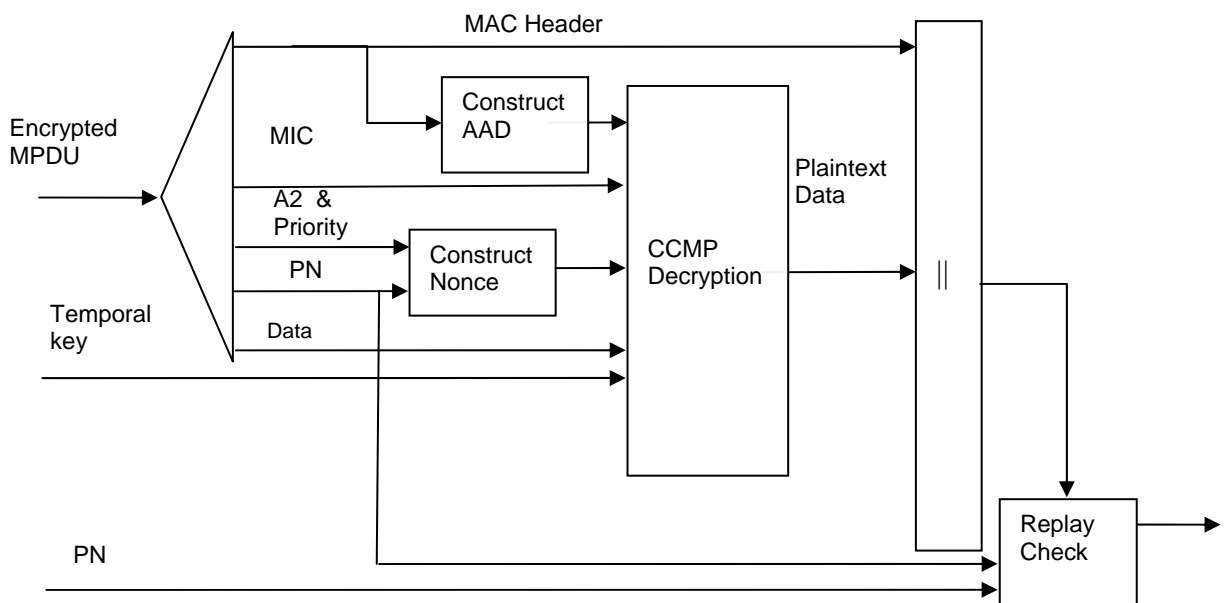 MAC Header
Construct
AAD
Encrypted
MPDU
MIC
Plaintext
Data
A2 &
Priority
Construct
Nonce
CCMP
Decryption
PN
||
Temporal
key
Data
Replay
Check
PN